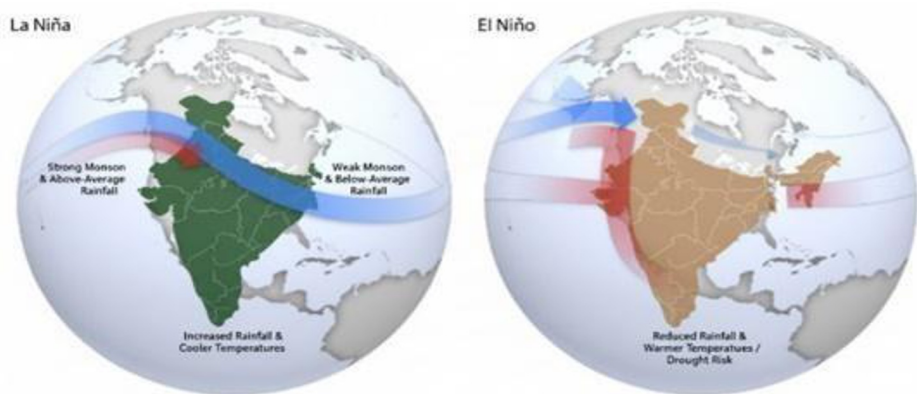 La Niña
El Niño
Strong Monson
& Above-Average
Rainfall
Weak Monson
& Below-Average
Rainfall
Increased Rainfall &
Cooler Temperatures
Reduced Rainfall &
Warmer Temperatues /
Drought Risk